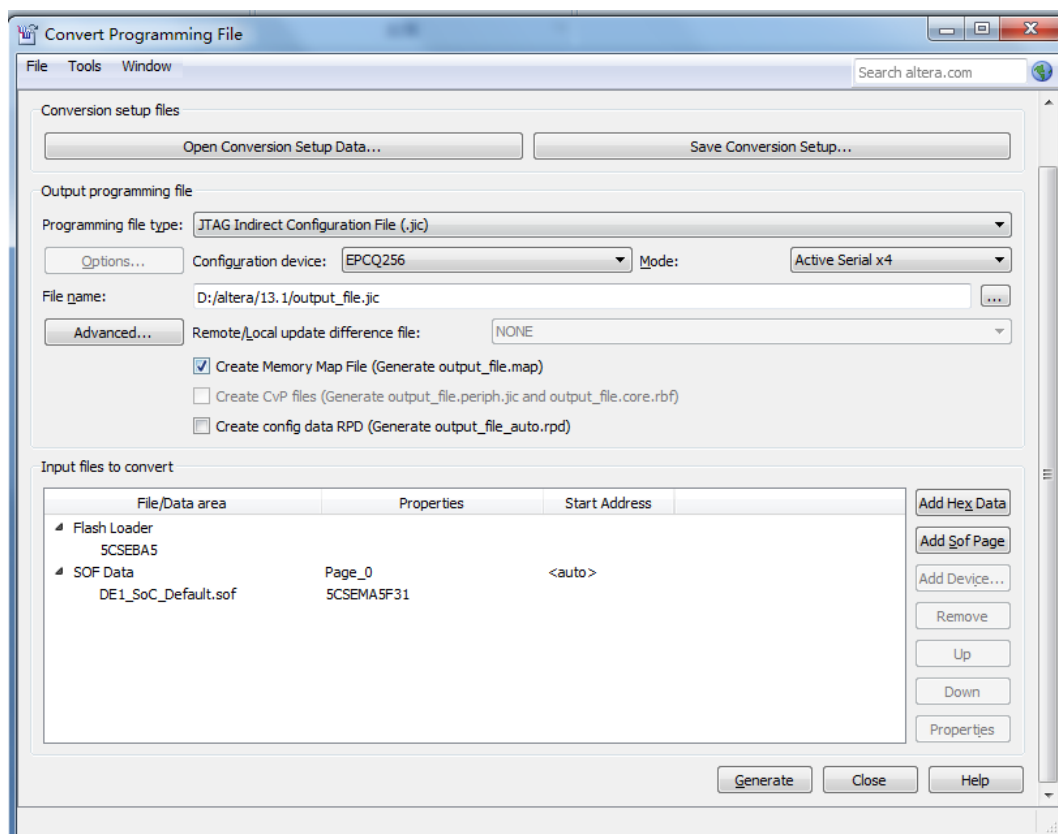 Convert Programming File
File Tools Window
Search altera.com
Conversion setup files
Open Conversion Setup Data...
Save Conversion Setup...
Output programming file
Programming file type: JTAG Indirect Configuration File (.jic)
Options... Configuration device: EPCQ256 Mode: Active Serial x4
File name: D:/altera/13.1/output_file.jic ...
Advanced... Remote/Local update difference file: NONE
Create Memory Map File (Generate output_file.map)
Create CvP files (Generate output_file.periph.jic and output_file.core.rbf)
Create config data RPD (Generate output_file_auto.rpd)
Input files to convert
File/Data area Properties Start Address
Add Hex Data
Flash Loader
5CSEBA5
Add Sof Page
SOF Data Page_0 <auto>
Add Device...
DE1_SoC_Default.sof 5CSEMA5F31
Remove
Up
Down
Properties
Generate Close Help